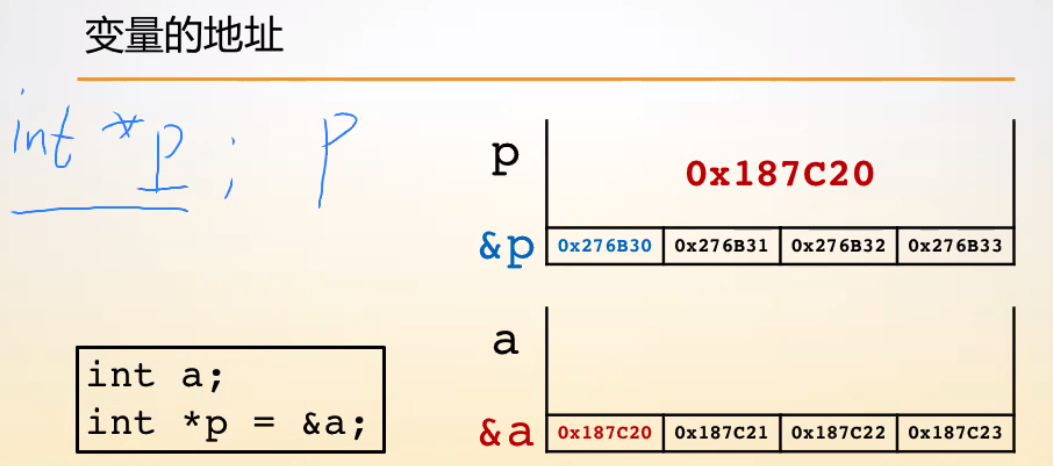 变量的地址
int *p; p
p 0x187C20
&p 0x276B30 0x276B31 0x276B32 0x276B33
a
int a;
int *p = &a;
&a 0x187C20 0x187C21 0x187C22 0x187C23